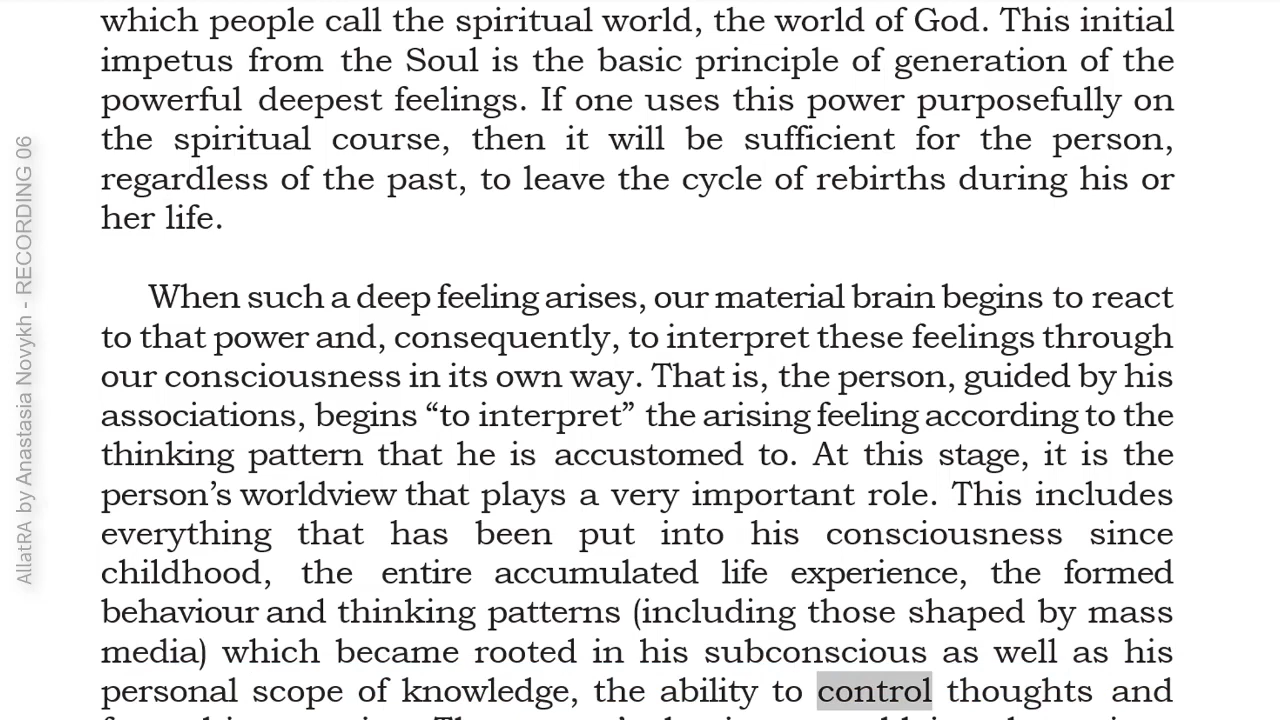 which people call the spiritual world, the world of God. This initial
impetus from the Soul is the basic principle of generation of the
powerful deepest feelings. If one uses this power purposefully on
the spiritual course, then it will be sufficient for the person,
regardless of the past, to leave the cycle of rebirths during his or
her life.
When such a deep feeling arises, our material brain begins to react
to that power and, consequently, to interpret these feelings through
our consciousness in its own way. That is, the person, guided by his
associations, begins “to interpret” the arising feeling according to the
thinking pattern that he is accustomed to. At this stage, it is the
person’s worldview that plays a very important role. This includes
everything that has been put into his consciousness since
childhood, the entire accumulated life experience, the formed
behaviour and thinking patterns (including those shaped by mass
media) which became rooted in his subconscious as well as his
personal scope of knowledge, the ability to control thoughts and
AllatRA by Anastasia Novykh - RECORDING 06